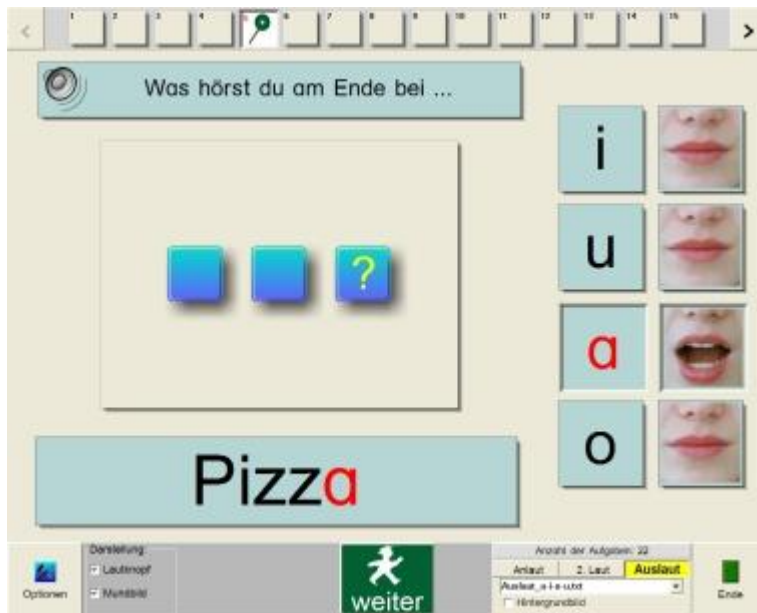 <
1 2 3 4 6 7 8 9 10 11 12 13 14 15
>
Was hörst du am Ende bei ...
i
u
?
a
o
Pizza
Darstellung:
Lautknopf
Mundbild
Optionen
weiter
Anzahl der Aufgaben: 22
Anlaut 2. Laut Auslaut
Hintergrundbild
Ende